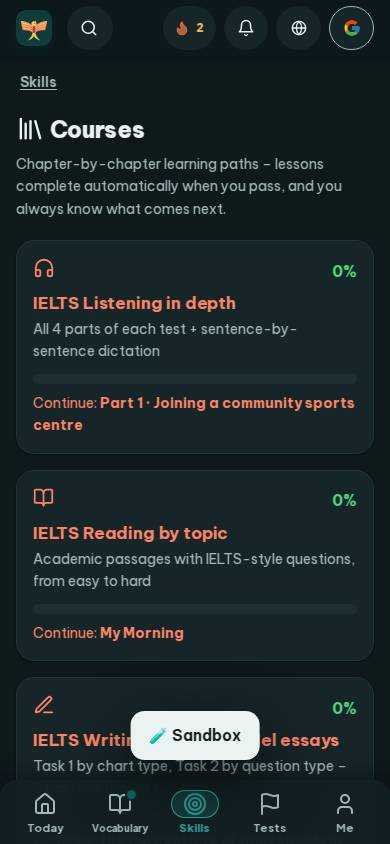 2
Skills
Courses
Chapter-by-chapter learning paths – lessons
complete automatically when you pass, and you
always know what comes next.
0%
IELTS Listening in depth
All 4 parts of each test + sentence-by-
sentence dictation
Continue: Part 1 · Joining a community sports
centre
0%
IELTS Reading by topic
Academic passages with IELTS-style questions,
from easy to hard
Continue: My Morning
0%
IELTS Writin
el essays
Sandbox
Task 1 by chart type, Task 2 by question type –
Today
Vocabulary
Skills
Tests
Me